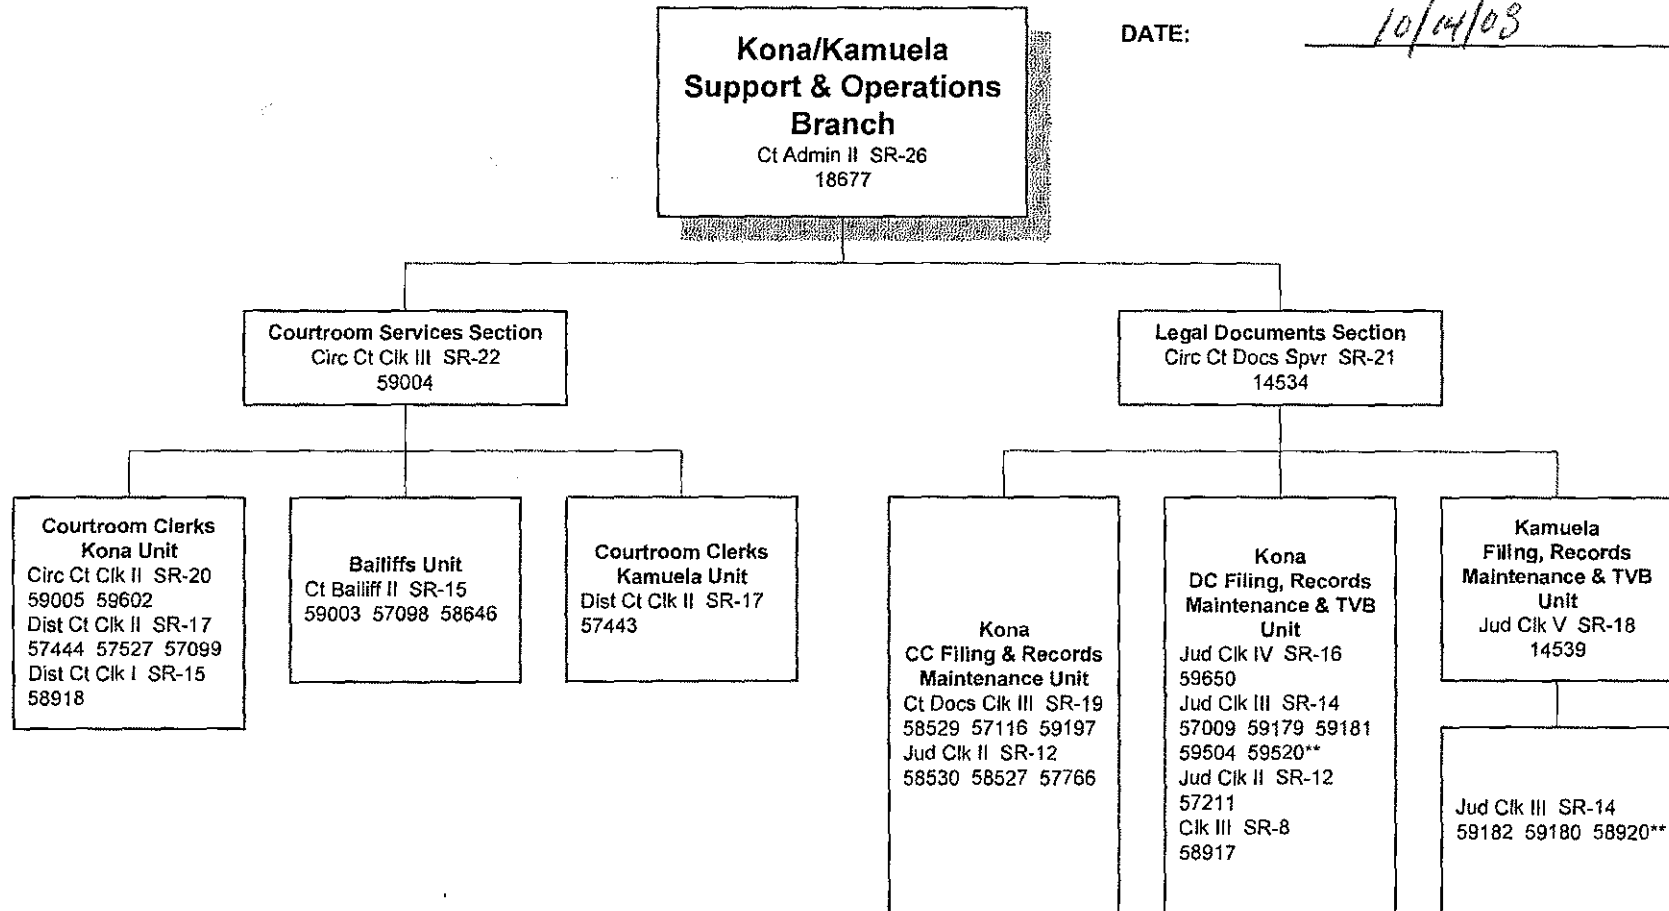 DATE: 10/14/08
Kona/Kamuela
Support & Operations
Branch
Ct Admin II SR-26
18677
Courtroom Services Section
Circ Ct Clk III SR-22
59004
Legal Documents Section
Circ Ct Docs Spvr SR-21
14534
Courtroom Clerks
Kona Unit
Circ Ct Clk II SR-20
59005 59602
Dist Ct Clk II SR-17
57444 57527 57099
Dist Ct Clk I SR-15
58918
Bailiffs Unit
Ct Bailiff II SR-15
59003 57098 58646
Courtroom Clerks
Kamuela Unit
Dist Ct Clk II SR-17
57443
Kona
CC Filing & Records
Maintenance Unit
Ct Docs Clk III SR-19
58529 57116 59197
Jud Clk II SR-12
58530 58527 57766
Kona
DC Filing, Records
Maintenance & TVB
Unit
Jud Clk IV SR-16
59650
Jud Clk III SR-14
57009 59179 59181
59504 59520**
Jud Clk II SR-12
57211
Clk III SR-8
58917
Kamuela
Filing, Records
Maintenance & TVB
Unit
Jud Clk V SR-18
14539
Jud Clk III SR-14
59182 59180 58920**